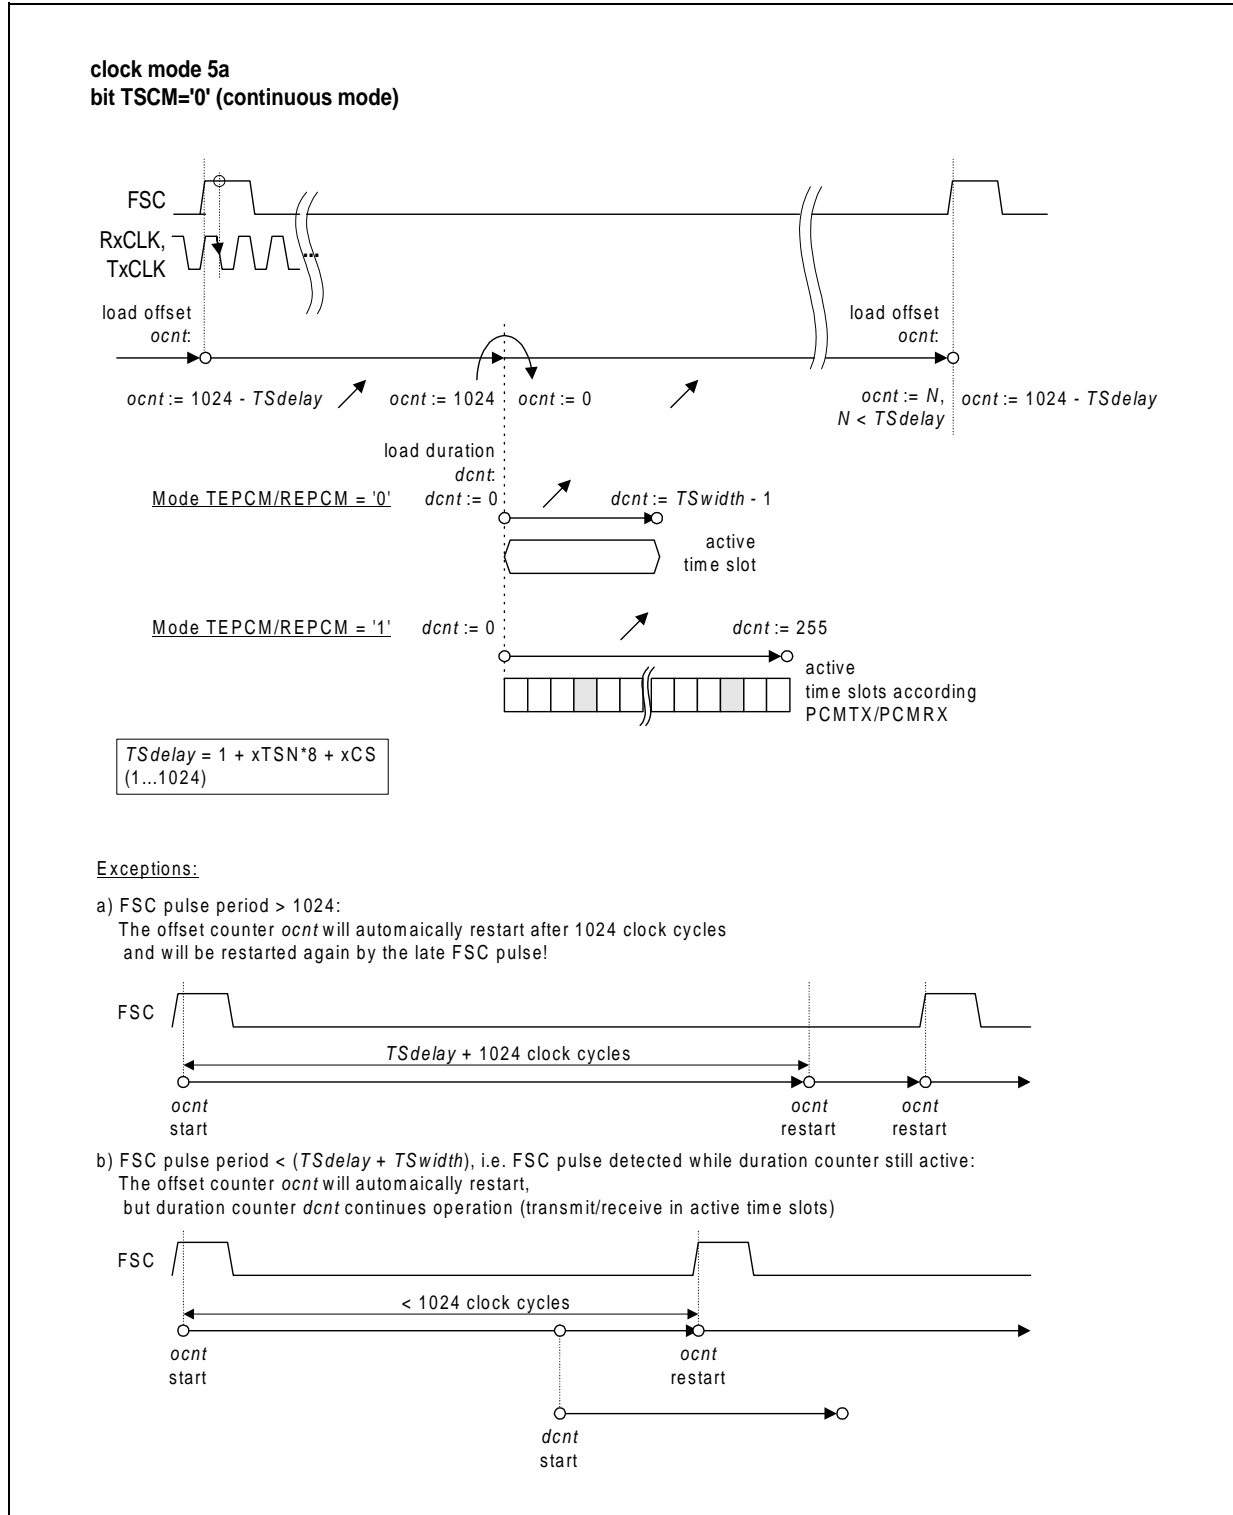 clock mode 5a
bit TSCM='0' (continuous mode)
FSC
RxCLK,
TxCLK
...
load offset
ocnt:
load offset
ocnt:
ocnt := 1024 - TSdelay
ocnt := 1024
ocnt := 0
ocnt := N,
N < TSdelay
ocnt := 1024 - TSdelay
load duration
dcnt:
Mode TEPCM/REPCM = '0'
dcnt := 0
dcnt := TSwidth - 1
active
time slot
Mode TEPCM/REPCM = '1'
dcnt := 0
dcnt := 255
active
time slots according
PCMTX/PCMRX
TSdelay = 1 + xTSN*8 + xCS
(1...1024)
Exceptions:
a) FSC pulse period > 1024:
The offset counter ocnt will automaically restart after 1024 clock cycles
and will be restarted again by the late FSC pulse!
FSC
TSdelay + 1024 clock cycles
ocnt
start
ocnt
restart
ocnt
restart
b) FSC pulse period < (TSdelay + TSwidth), i.e. FSC pulse detected while duration counter still active:
The offset counter ocnt will automaically restart,
but duration counter dcnt continues operation (transmit/receive in active time slots)
FSC
< 1024 clock cycles
ocnt
start
ocnt
restart
dcnt
start